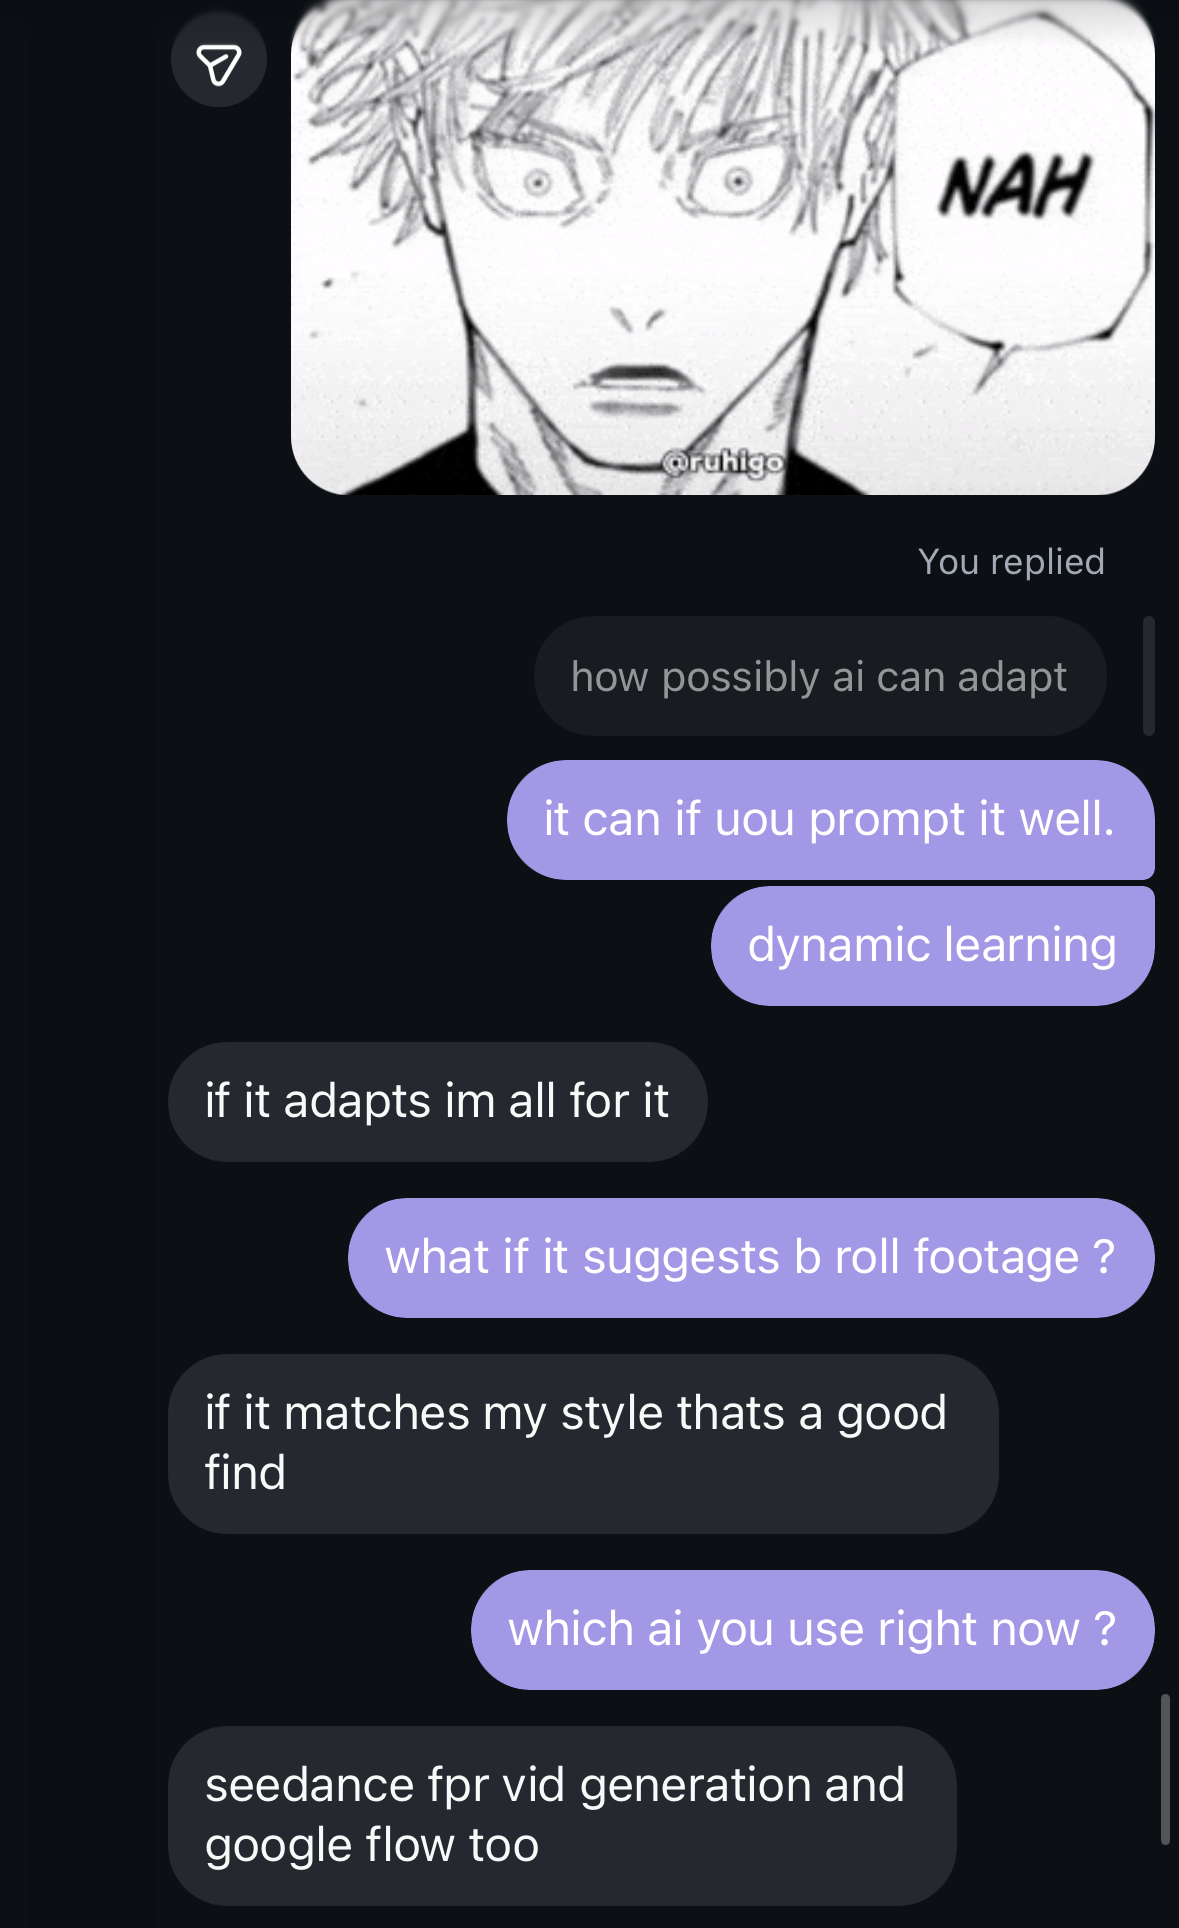 NAH
@ruhigo
You replied
how possibly ai can adapt
it can if uou prompt it well.
dynamic learning
if it adapts im all for it
what if it suggests b roll footage ?
if it matches my style thats a good
find
which ai you use right now ?
seedance fpr vid generation and
google flow too